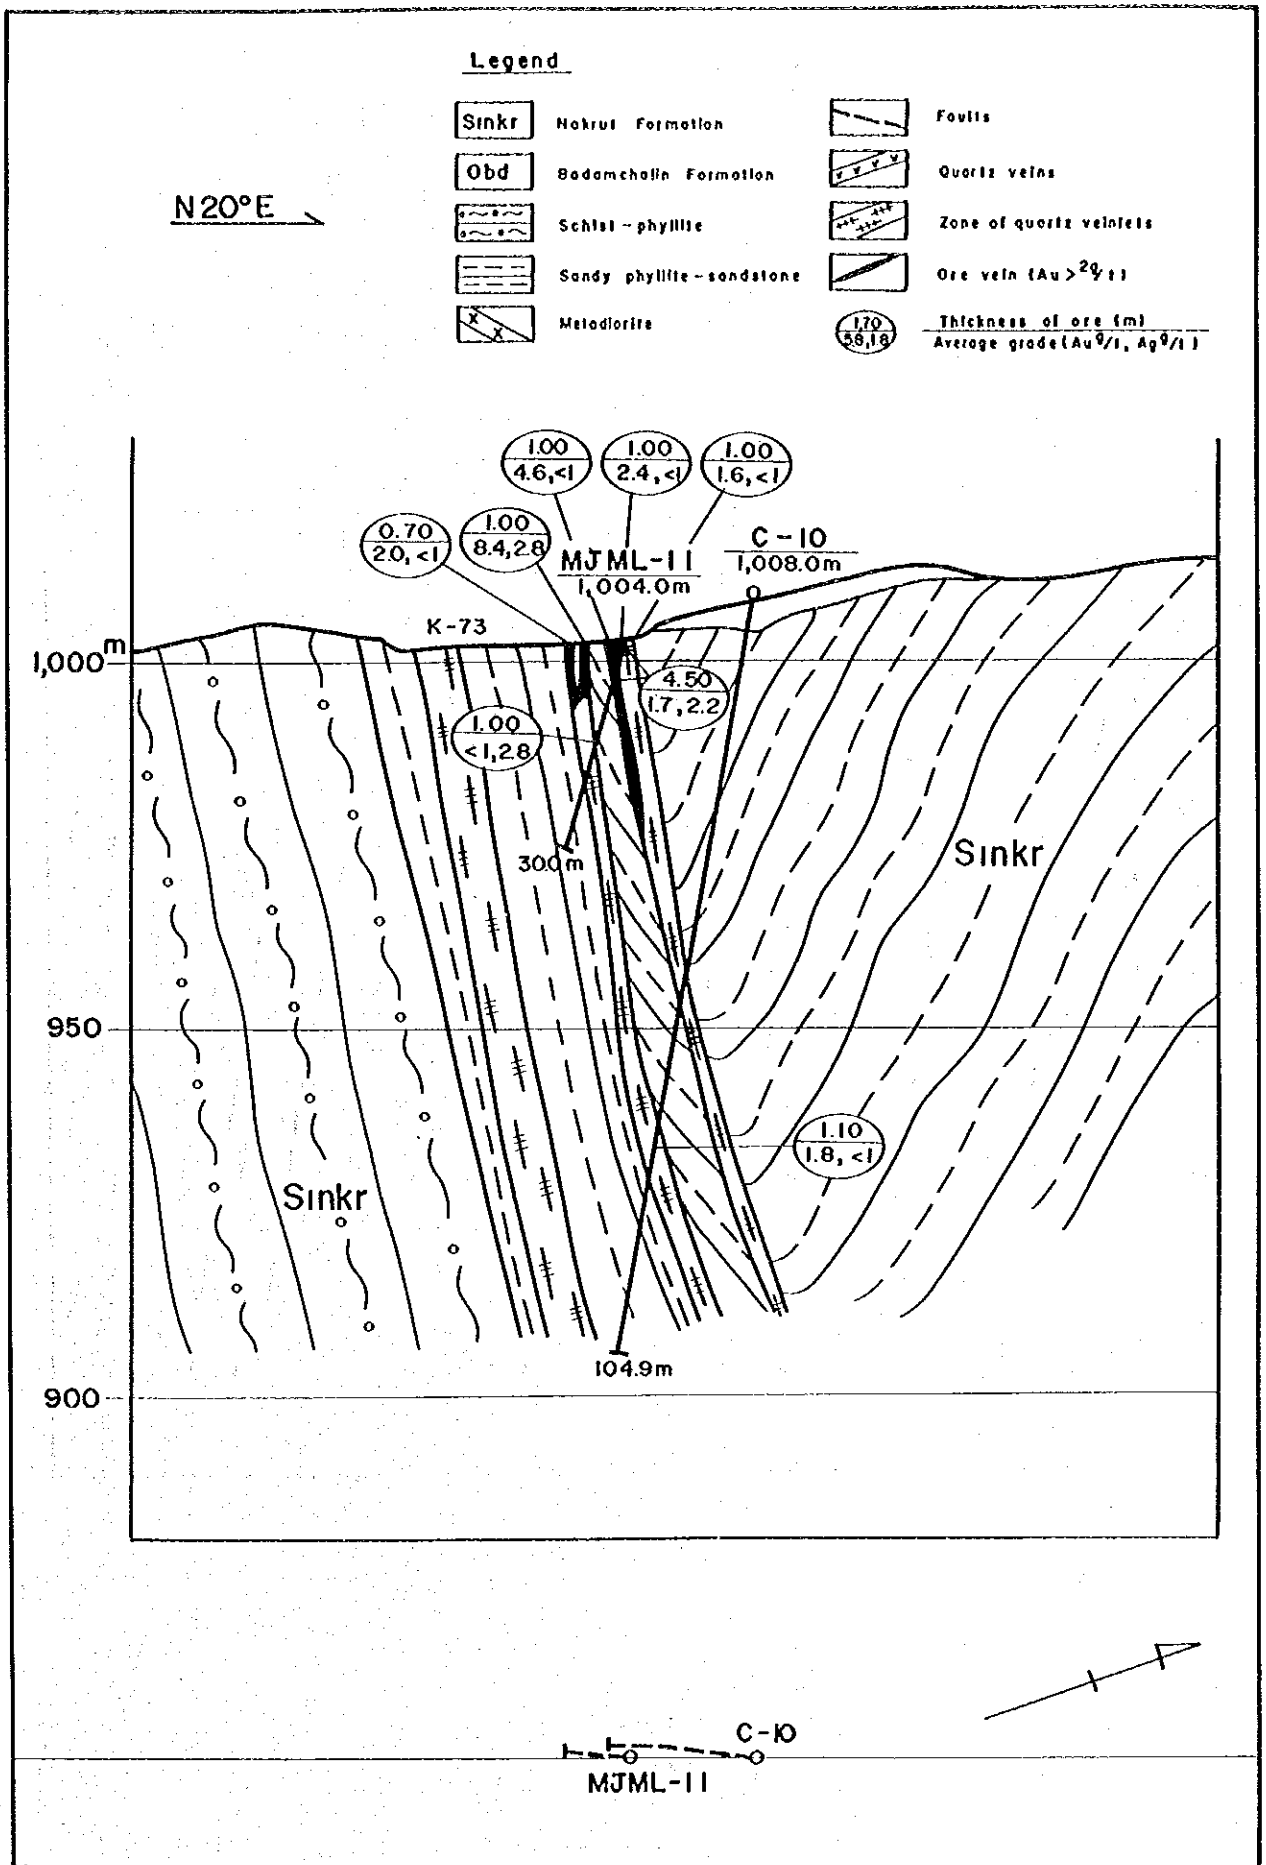 Legend
Sınkr Nakrut Formation
Obd Badamchalin Formation
Schist - phyllite
Sandy phyllite - sandstone
Metadiorite
Foults
Quartz veins
Zone of quartz veinlets
Ore vein (Au > 2g/t)
1.70
5.8, 1.8
Thickness of ore (m)
Average grade (Au g/t, Ag g/t)
N20°E
1.00
4.6, <1
1.00
2.4, <1
1.00
1.6, <1
0.70
2.0, <1
1.00
8.4, 2.8
MJML-11
1,004.0m
C-10
1,008.0m
K-73
1,000 m
4.50
1.7, 2.2
1.00
<1, 2.8
30.0m
Sınkr
950
1.10
1.8, <1
Sınkr
104.9m
900
C-10
MJML-11